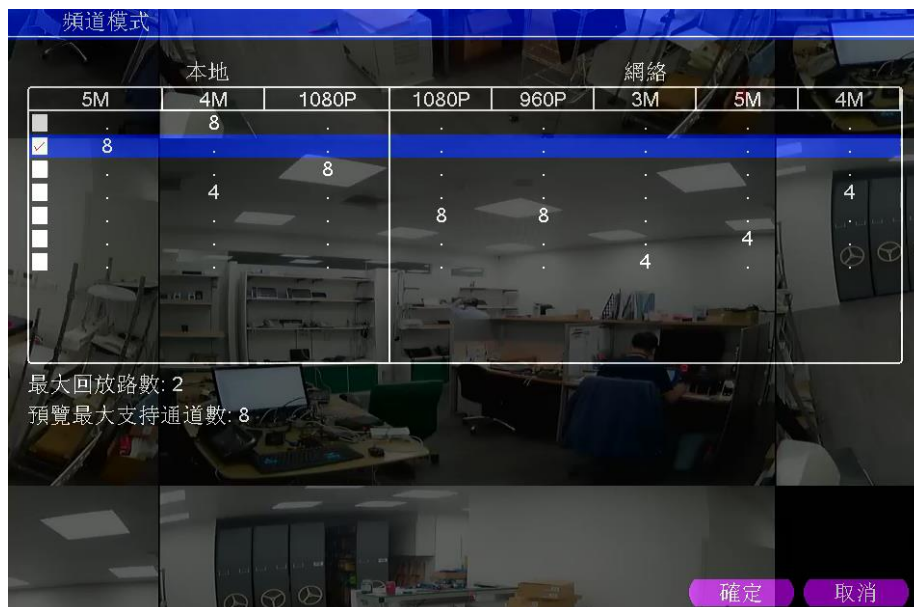 頻道模式
本地 網絡
5M 4M 1080P 1080P 960P 3M 5M 4M
. 8 . . . . . .
8 . . . . . . .
. . 8 . . . . .
. 4 . . . . . 4
. . . 8 8 . . .
. . . . . . 4 .
. . . . . 4 . .
最大回放路數: 2
預覽最大支持通道數: 8
確定 取消